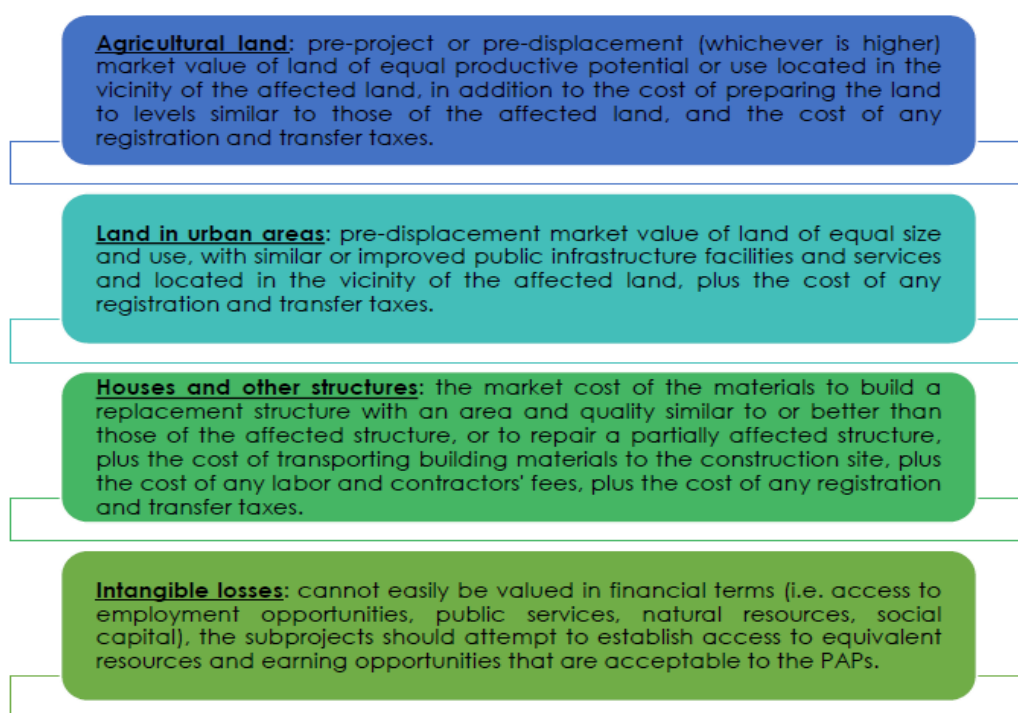 Agricultural land: pre-project or pre-displacement (whichever is higher)
market value of land of equal productive potential or use located in the
vicinity of the affected land, in addition to the cost of preparing the land
to levels similar to those of the affected land, and the cost of any
registration and transfer taxes.
Land in urban areas: pre-displacement market value of land of equal size
and use, with similar or improved public infrastructure facilities and services
and located in the vicinity of the affected land, plus the cost of any
registration and transfer taxes.
Houses and other structures: the market cost of the materials to build a
replacement structure with an area and quality similar to or better than
those of the affected structure, or to repair a partially affected structure,
plus the cost of transporting building materials to the construction site, plus
the cost of any labor and contractors' fees, plus the cost of any registration
and transfer taxes.
Intangible losses: cannot easily be valued in financial terms (i.e. access to
employment opportunities, public services, natural resources, social
capital), the subprojects should attempt to establish access to equivalent
resources and earning opportunities that are acceptable to the PAPs.